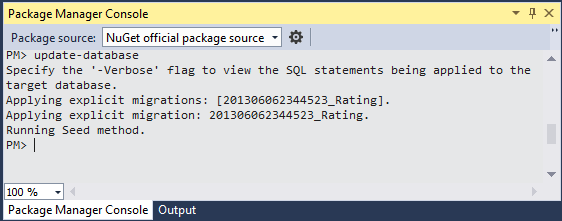 Package Manager Console
Package source: NuGet official package source
PM> update-database
Specify the '-Verbose' flag to view the SQL statements being applied to the
target database.
Applying explicit migrations: [201306062344523_Rating].
Applying explicit migration: 201306062344523_Rating.
Running Seed method.
PM>
100 %
Package Manager Console Output